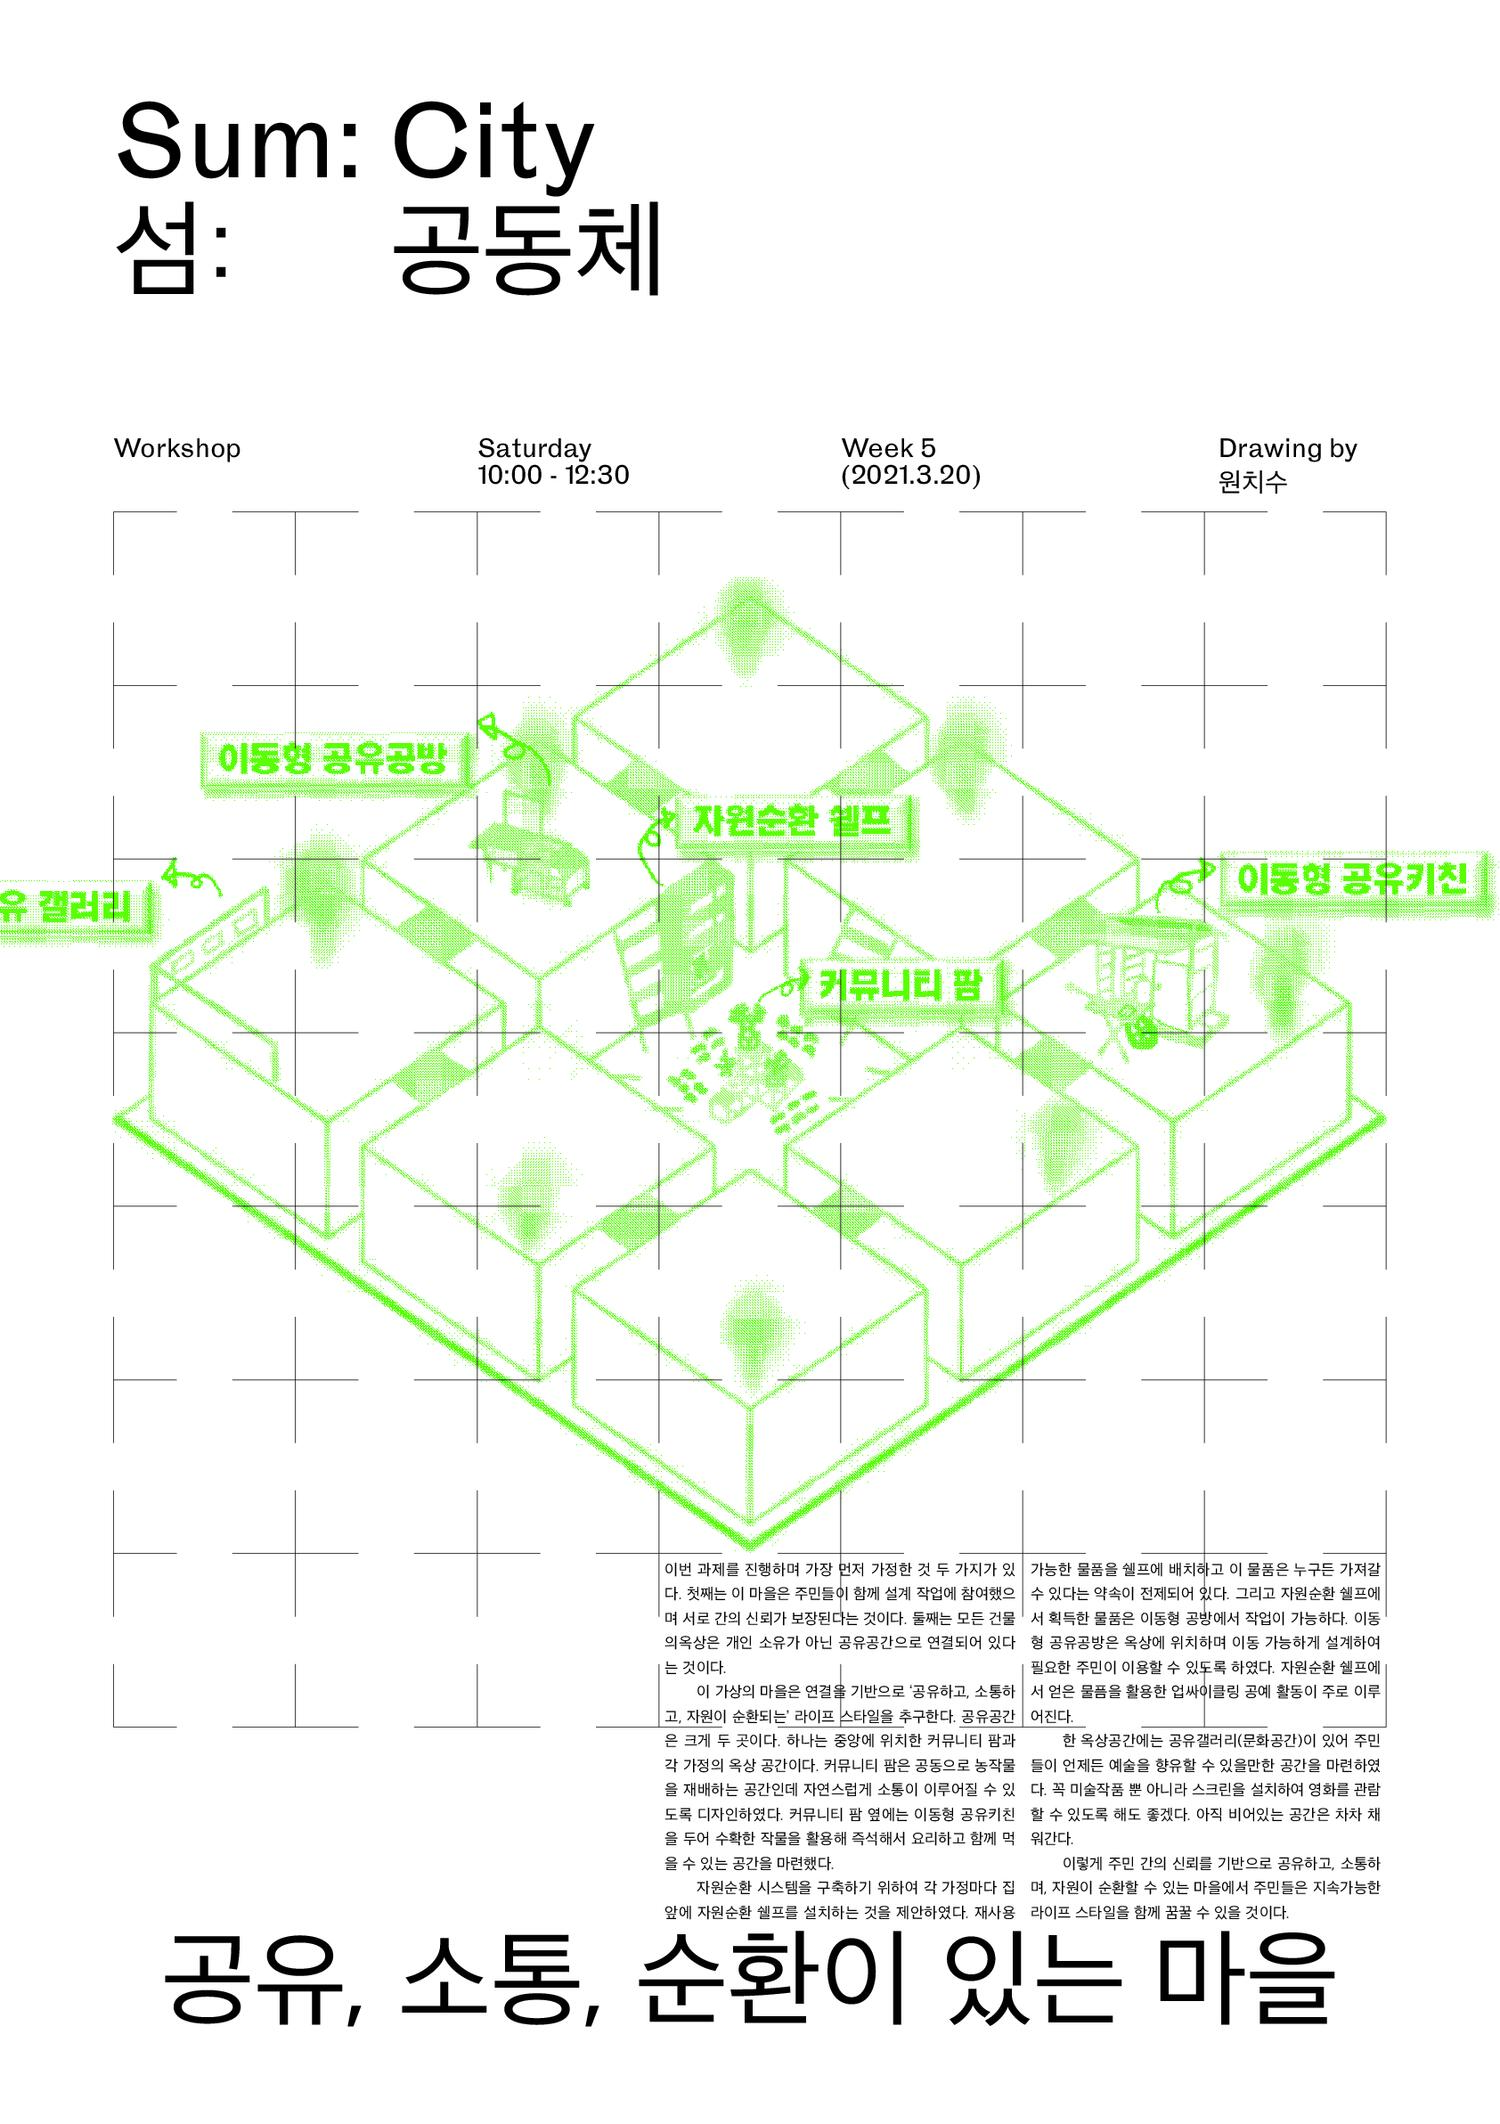 Sum: City
섬: 공동체
Workshop
Saturday
10:00 - 12:30
Week 5
(2021.3.20)
Drawing by
원치수
이동형 공유공방
자원순환 쉘프
유 갤러리
이동형 공유키친
커뮤니티 팜
이번 과제를 진행하며 가장 먼저 가정한 것 두 가지가 있
다. 첫째는 이 마을은 주민들이 함께 설계 작업에 참여했으
며 서로 간의 신뢰가 보장된다는 것이다. 둘째는 모든 건물
의옥상은 개인 소유가 아닌 공유공간으로 연결되어 있다
는 것이다.
이 가상의 마을은 연결을 기반으로 ‘공유하고, 소통하
고, 자원이 순환되는’ 라이프 스타일을 추구한다. 공유공간
은 크게 두 곳이다. 하나는 중앙에 위치한 커뮤니티 팜과
각 가정의 옥상 공간이다. 커뮤니티 팜은 공동으로 농작물
을 재배하는 공간인데 자연스럽게 소통이 이루어질 수 있
도록 디자인하였다. 커뮤니티 팜 옆에는 이동형 공유키친
을 두어 수확한 작물을 활용해 즉석해서 요리하고 함께 먹
을 수 있는 공간을 마련했다.
자원순환 시스템을 구축하기 위하여 각 가정마다 집
앞에 자원순환 쉘프를 설치하는 것을 제안하였다. 재사용
가능한 물품을 쉘프에 배치하고 이 물품은 누구든 가져갈
수 있다는 약속이 전제되어 있다. 그리고 자원순환 쉘프에
서 획득한 물품은 이동형 공방에서 작업이 가능하다. 이동
형 공유공방은 옥상에 위치하며 이동 가능하게 설계하여
필요한 주민이 이용할 수 있도록 하였다. 자원순환 쉘프에
서 얻은 물픔을 활용한 업싸이클링 공예 활동이 주로 이루
어진다.
한 옥상공간에는 공유갤러리(문화공간)이 있어 주민
들이 언제든 예술을 향유할 수 있을만한 공간을 마련하였
다. 꼭 미술작품 뿐 아니라 스크린을 설치하여 영화를 관람
할 수 있도록 해도 좋겠다. 아직 비어있는 공간은 차차 채
워간다.
이렇게 주민 간의 신뢰를 기반으로 공유하고, 소통하
며, 자원이 순환할 수 있는 마을에서 주민들은 지속가능한
라이프 스타일을 함께 꿈꿀 수 있을 것이다.
공유, 소통, 순환이 있는 마을